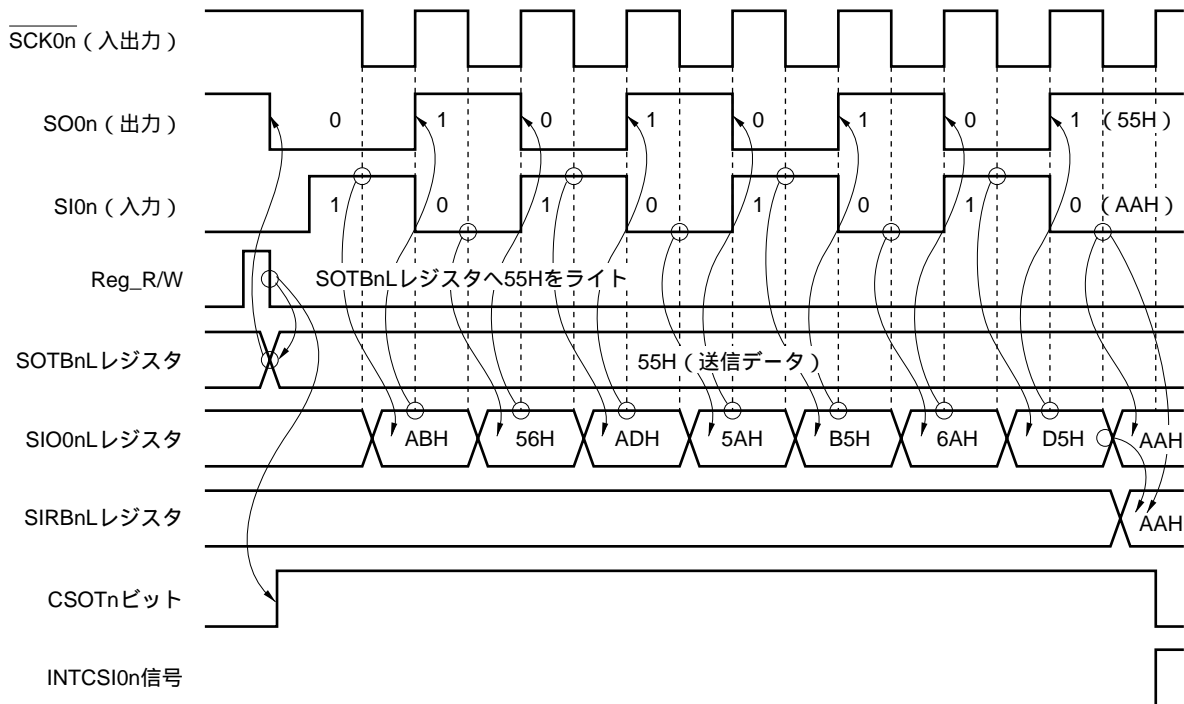 SCK0n（入出力）
SO0n（出力） 0 1 0 1 0 1 0 1 （55H）
SI0n（入力） 1 0 1 0 1 0 1 0 （AAH）
Reg_R/W SOTBnLレジスタへ55Hをライト
SOTBnLレジスタ 55H（送信データ）
SIO0nLレジスタ ABH 56H ADH 5AH B5H 6AH D5H AAH
SIRBnLレジスタ AAH
CSOTnビット
INTCSI0n信号